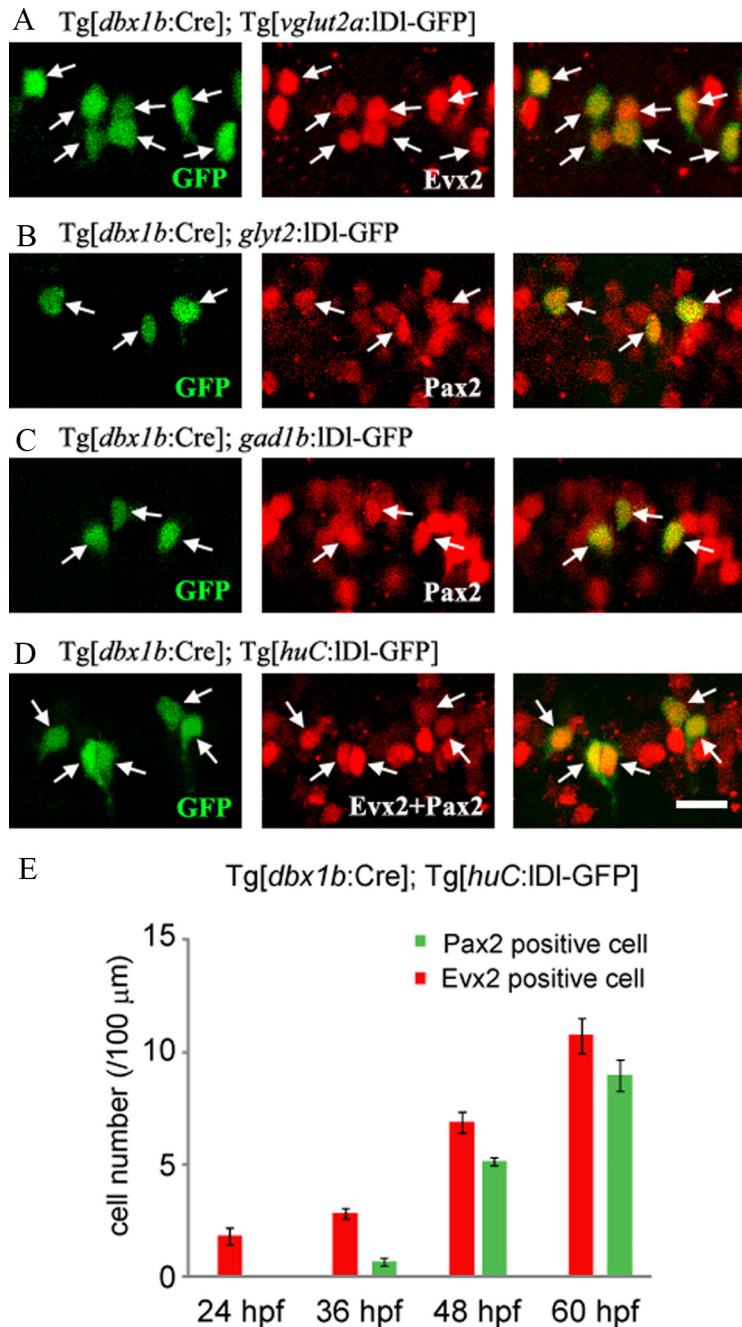 A
Tg[dbx1b:Cre]; Tg[vglut2a:lDl-GFP]
GFP
Evx2
B
Tg[dbx1b:Cre]; glyt2:lDl-GFP
GFP
Pax2
C
Tg[dbx1b:Cre]; gad1b:lDl-GFP
GFP
Pax2
D
Tg[dbx1b:Cre]; Tg[huC:lDl-GFP]
GFP
Evx2+Pax2
E
Tg[dbx1b:Cre]; Tg[huC:lDl-GFP]
Pax2 positive cell
Evx2 positive cell
cell number (/100 μm)
15
10
5
0
24 hpf 36 hpf 48 hpf 60 hpf